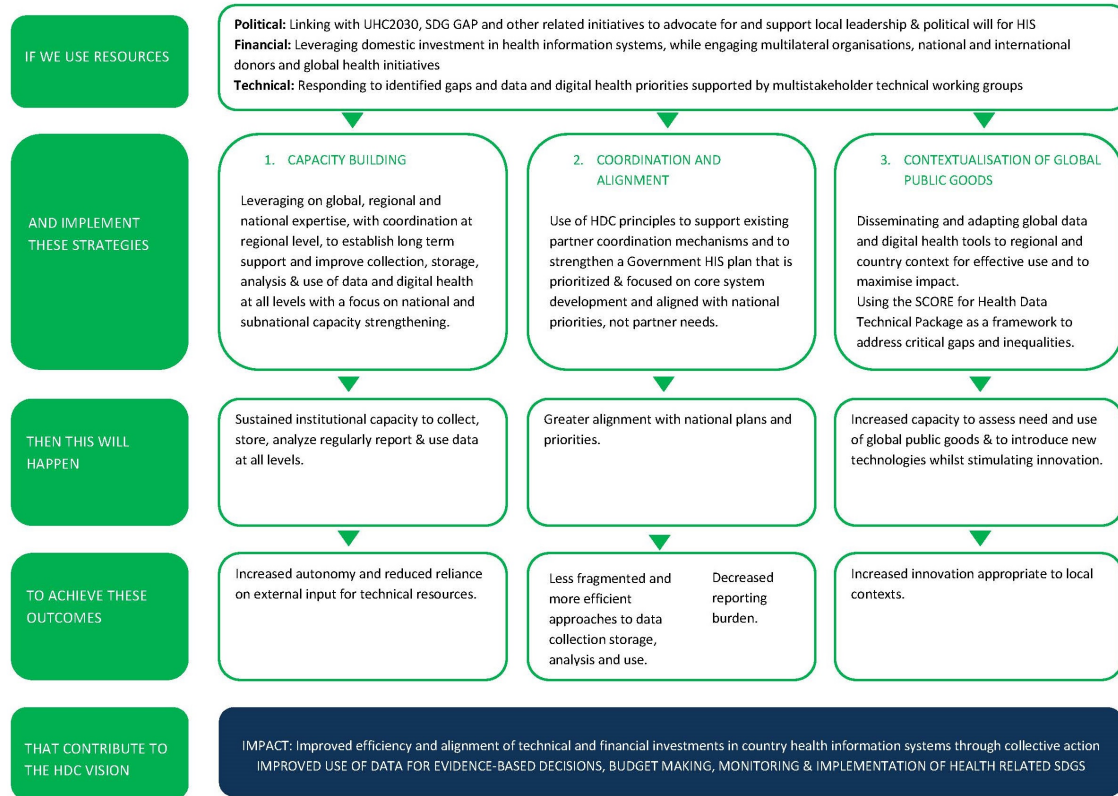 IF WE USE RESOURCES
Political: Linking with UHC2030, SDG GAP and other related initiatives to advocate for and support local leadership & political will for HIS
Financial: Leveraging domestic investment in health information systems, while engaging multilateral organisations, national and international
donors and global health initiatives
Technical: Responding to identified gaps and data and digital health priorities supported by multistakeholder technical working groups
AND IMPLEMENT
THESE STRATEGIES
1. CAPACITY BUILDING
Leveraging on global, regional and
national expertise, with coordination at
regional level, to establish long term
support and improve collection, storage,
analysis & use of data and digital health
at all levels with a focus on national and
subnational capacity strengthening.
2. COORDINATION AND
ALIGNMENT
Use of HDC principles to support existing
partner coordination mechanisms and to
strengthen a Government HIS plan that is
prioritized & focused on core system
development and aligned with national
priorities, not partner needs.
3. CONTEXTUALISATION OF GLOBAL
PUBLIC GOODS
Disseminating and adapting global data
and digital health tools to regional and
country context for effective use and to
maximise impact.
Using the SCORE for Health Data
Technical Package as a framework to
address critical gaps and inequalities.
THEN THIS WILL
HAPPEN
Sustained institutional capacity to collect,
store, analyze regularly report & use data
at all levels.
Greater alignment with national plans and
priorities.
Increased capacity to assess need and use
of global public goods & to introduce new
technologies whilst stimulating innovation.
TO ACHIEVE THESE
OUTCOMES
Increased autonomy and reduced reliance
on external input for technical resources.
Less fragmented and
more efficient
approaches to data
collection storage,
analysis and use.
Decreased
reporting
burden.
Increased innovation appropriate to local
contexts.
THAT CONTRIBUTE TO
THE HDC VISION
IMPACT: Improved efficiency and alignment of technical and financial investments in country health information systems through collective action
IMPROVED USE OF DATA FOR EVIDENCE-BASED DECISIONS, BUDGET MAKING, MONITORING & IMPLEMENTATION OF HEALTH RELATED SDGS